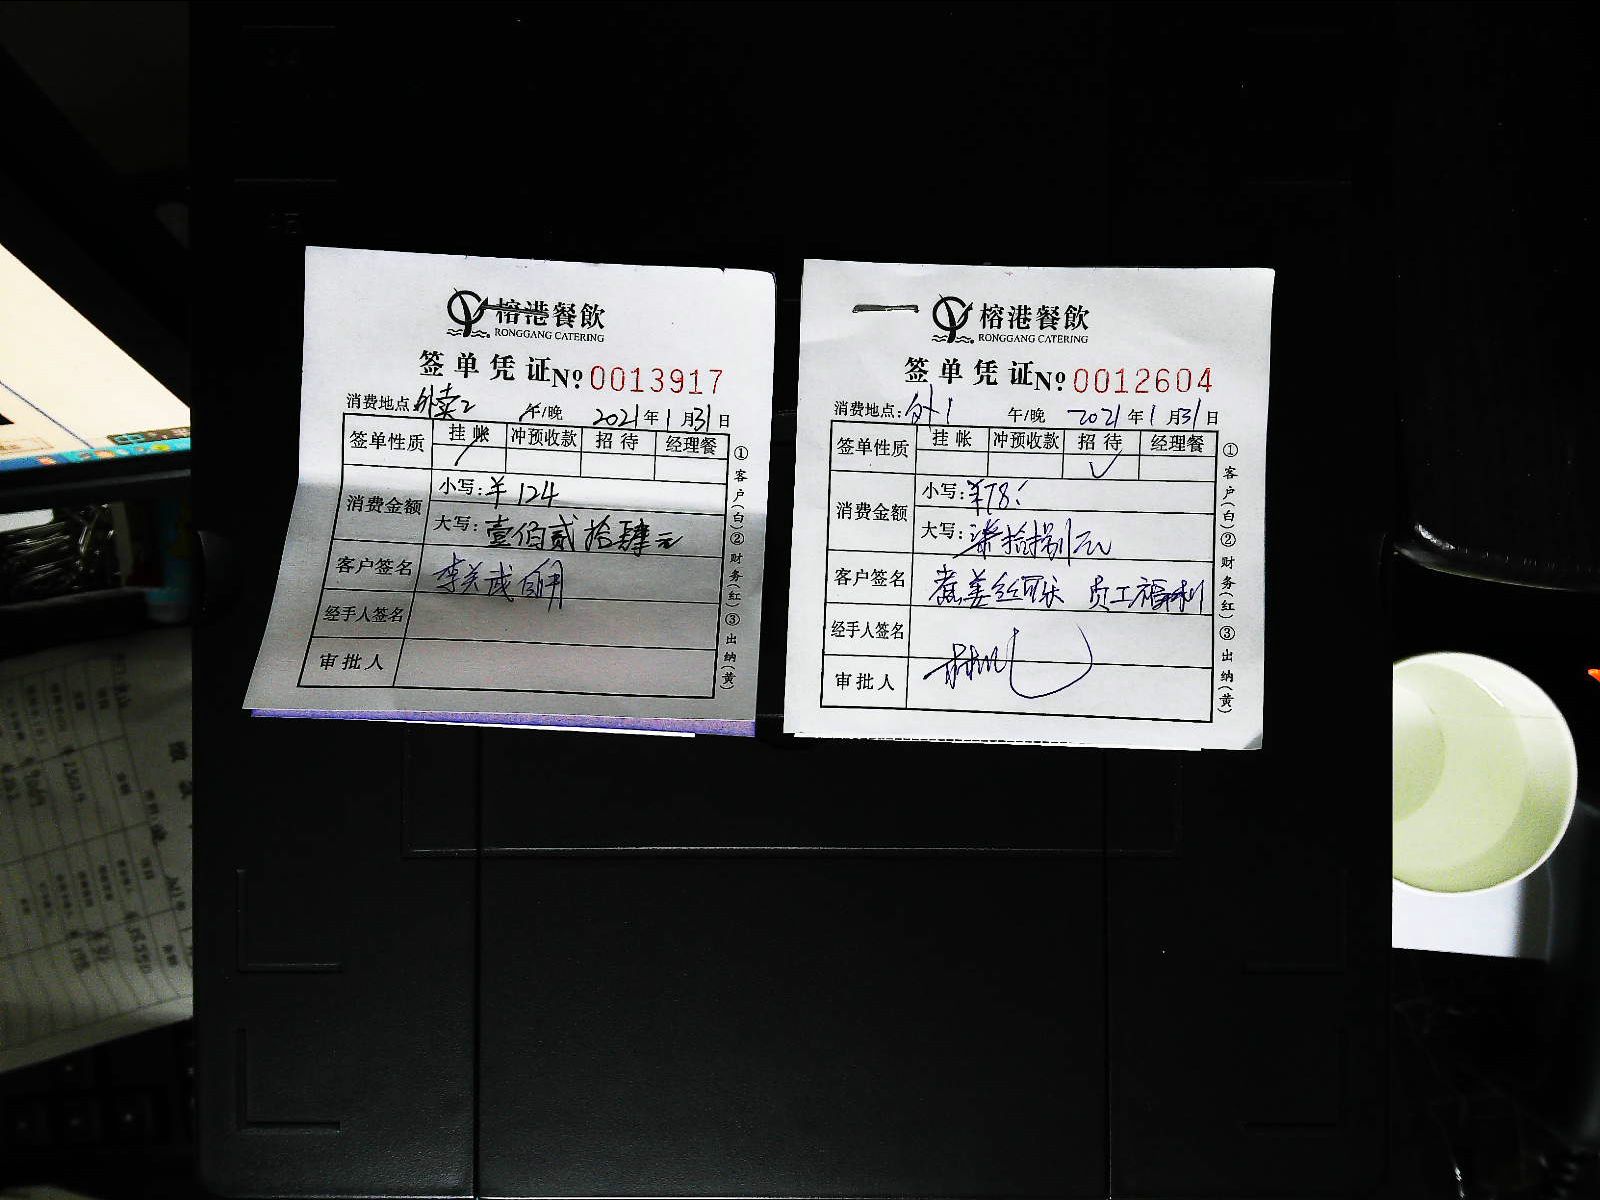 榕港餐飲
RONGGANG CATERING
签单凭证 № 0013917
消费地点 外卖2 午/晚 2021年1月31日
签单性质 挂帐 冲预收款 招待 经理餐
消费金额 小写:¥124
大写:壹佰贰拾肆元
客户签名
经手人签名
审批人
①客户(白)②财务(红)③出纳(黄)
榕港餐飲
RONGGANG CATERING
签单凭证 № 0012604
消费地点:外1 午/晚 2021年1月31日
签单性质 挂帐 冲预收款 招待 经理餐
✓
消费金额 小写:¥78
大写:柒拾捌元
客户签名 姜丝可乐 员工福利
经手人签名
审批人
①客户(白)②财务(红)③出纳(黄)